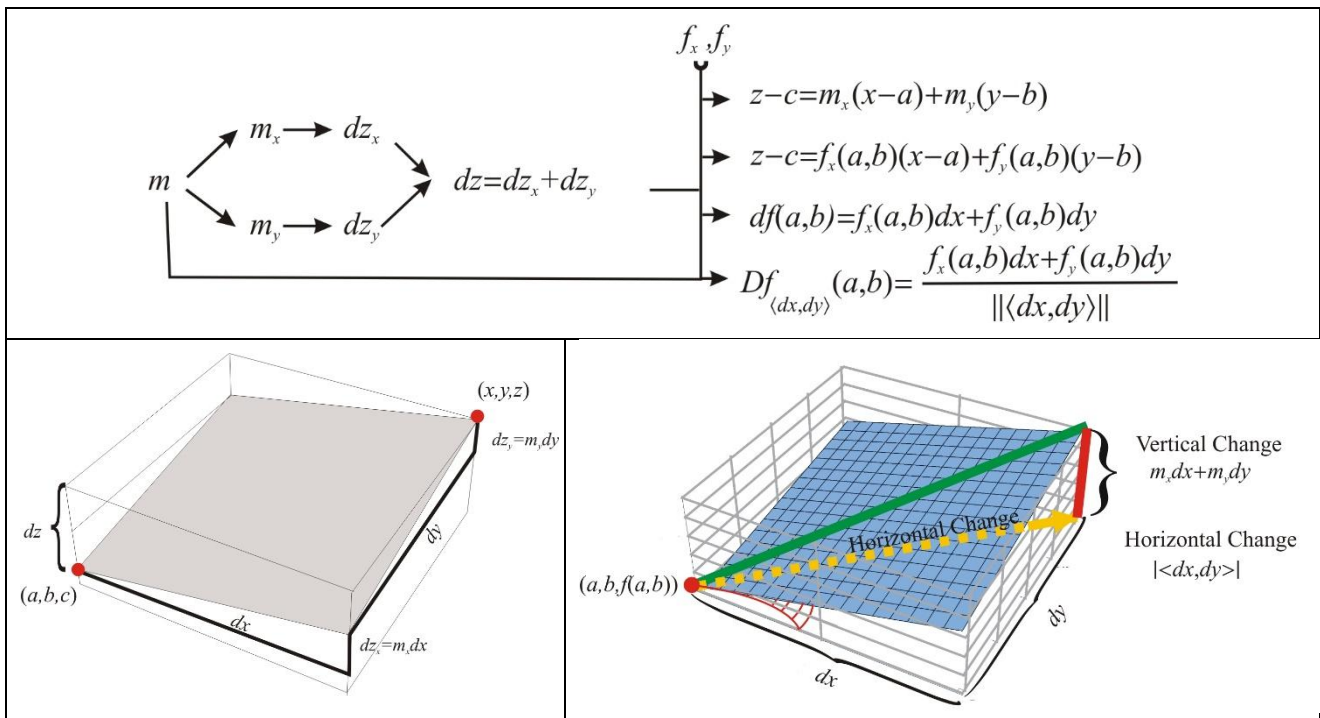 f_x , f_y
z−c=m_x(x−a)+m_y(y−b)
m_x dz_x
z−c=f_x(a,b)(x−a)+f_y(a,b)(y−b)
m dz=dz_x+dz_y
m_y dz_y
df(a,b)=f_x(a,b)dx+f_y(a,b)dy
Df_⟨dx,dy⟩(a,b)= f_x(a,b)dx+f_y(a,b)dy / ||⟨dx,dy⟩||
(x,y,z)
dz_y=m_y dy
dz
dy
(a,b,c)
dx
dz_x=m_x dx
Vertical Change
m_x dx+m_y dy
Horizontal Change
Horizontal Change
|<dx,dy>|
(a,b,f(a,b))
dy
dx